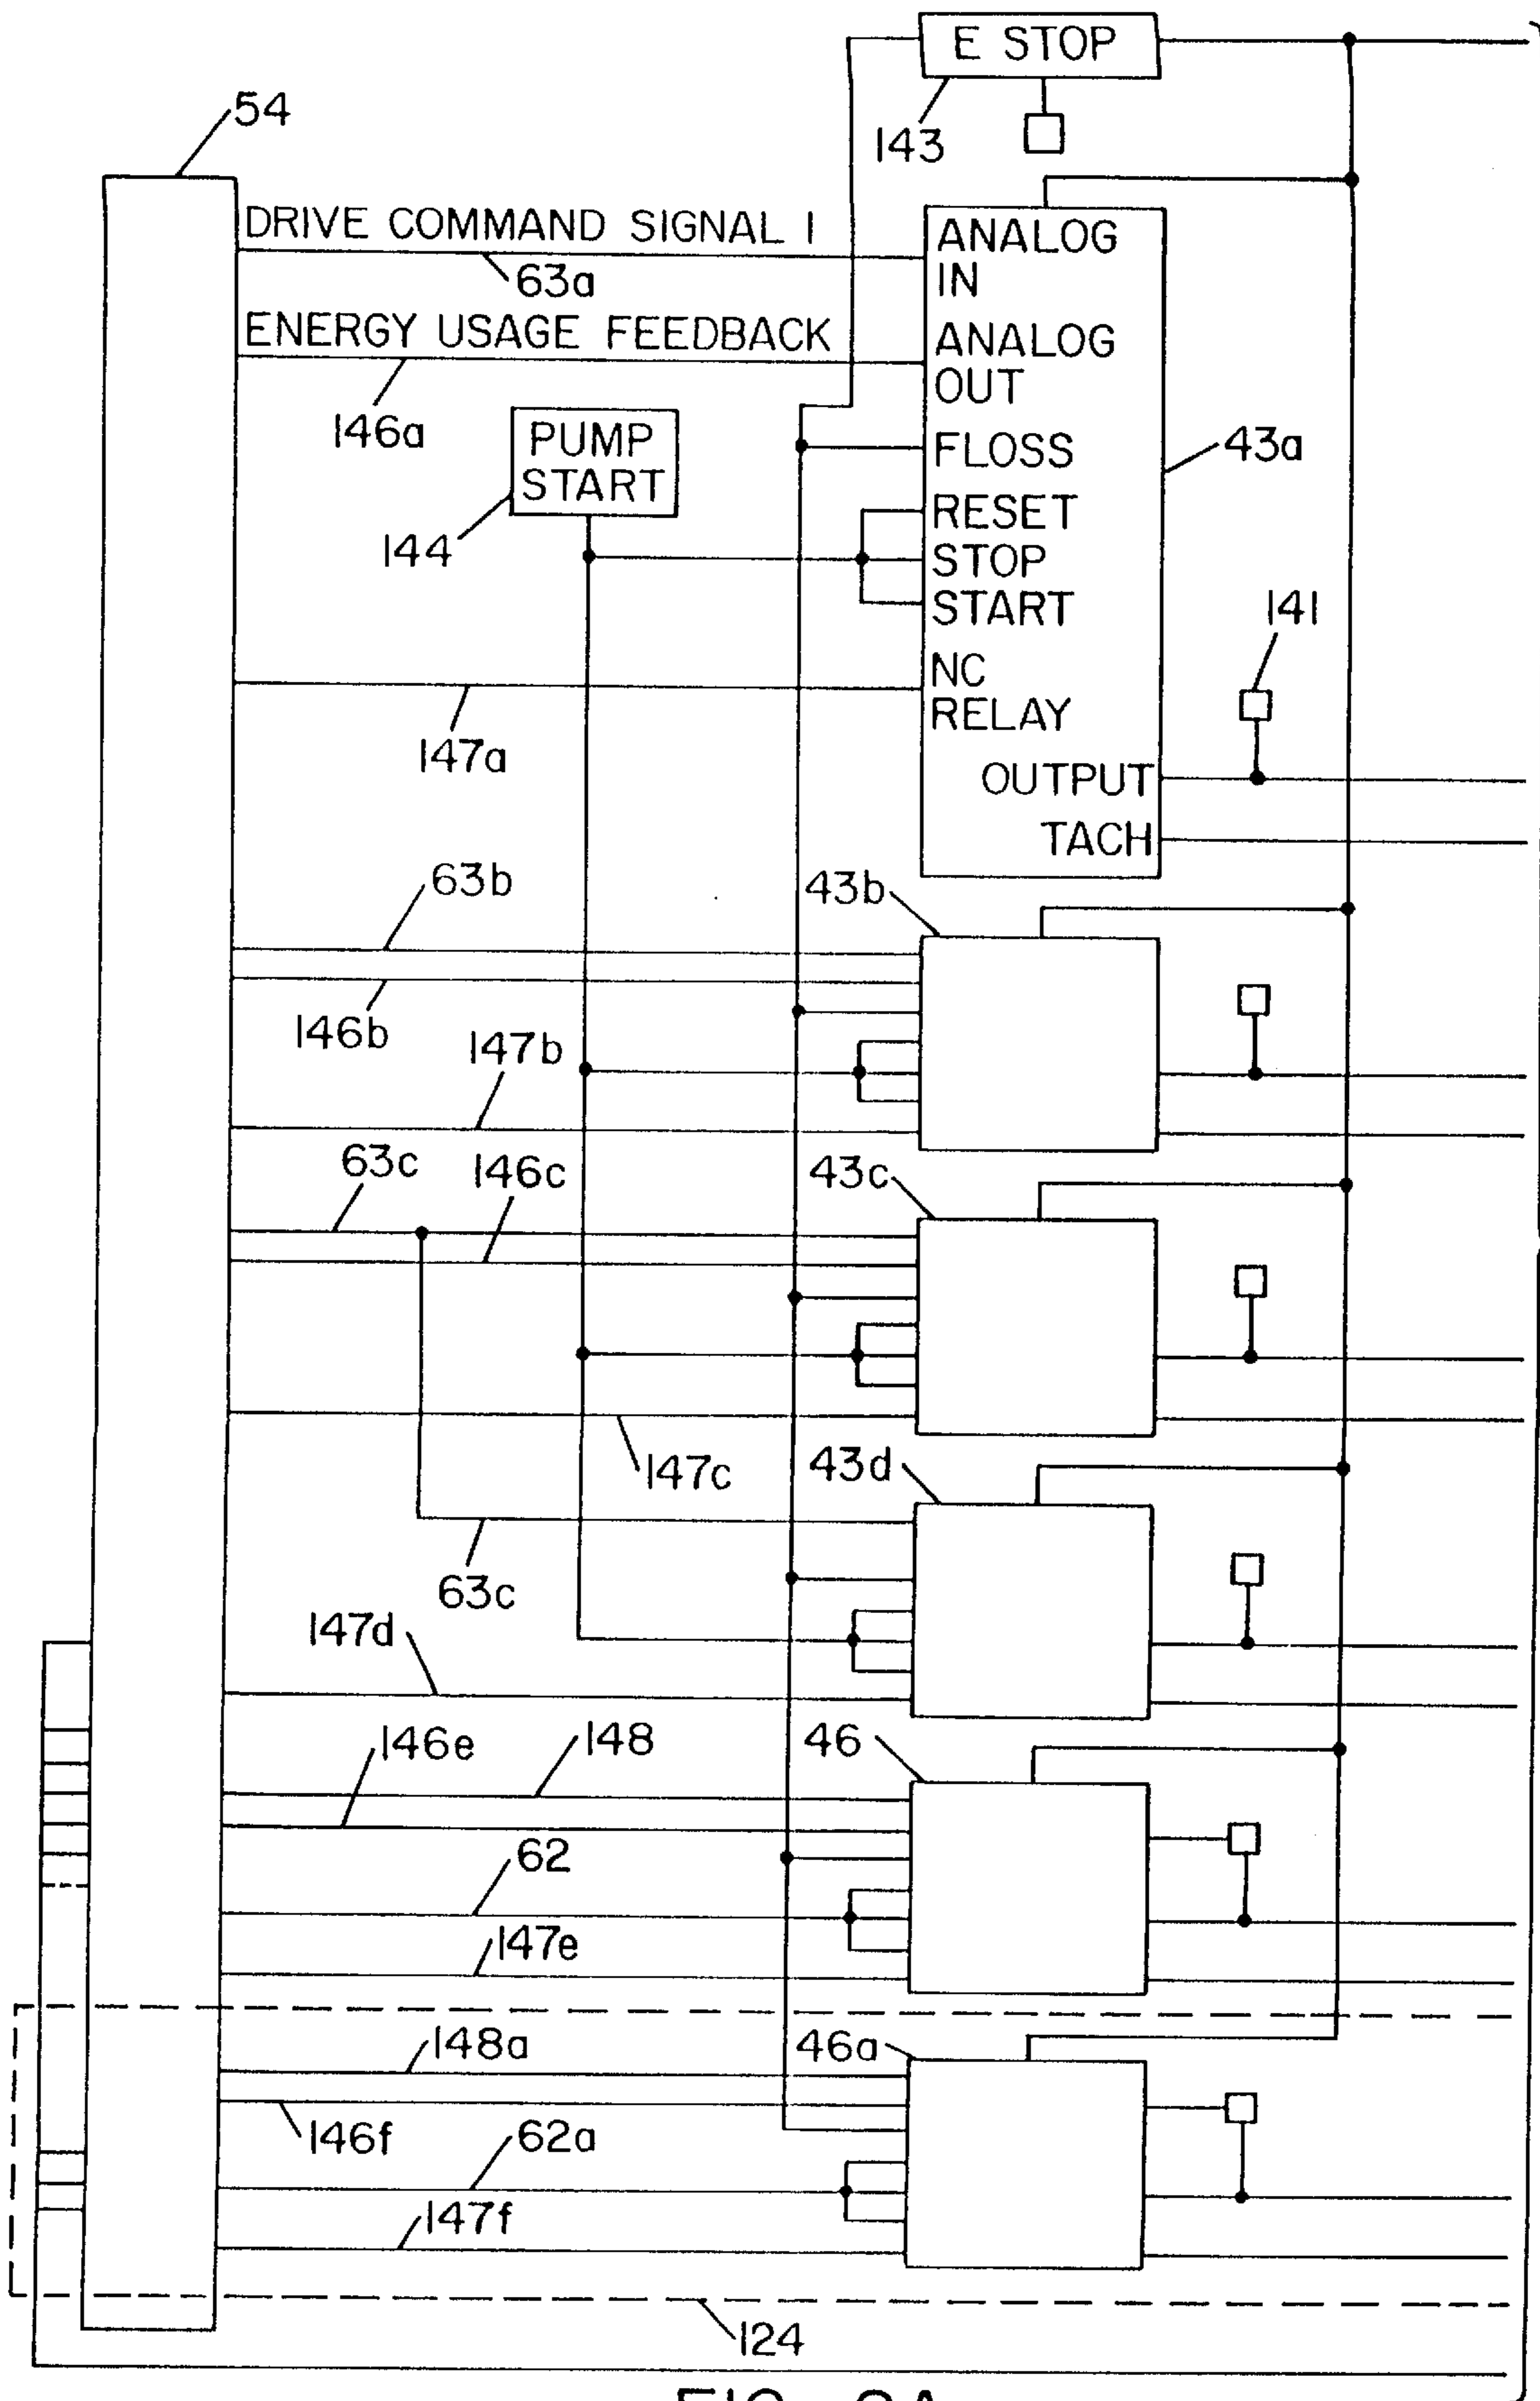 E STOP
143
54
DRIVE COMMAND SIGNAL 1
63a
ENERGY USAGE FEEDBACK
146a
PUMP
START
144
147a
ANALOG
IN
ANALOG
OUT
FLOSS
RESET
STOP
START
NC
RELAY
OUTPUT
TACH
43a
141
63b
43b
146b
147b
63c
146c
43c
147c
43d
63c
147d
146e
148
46
62
147e
148a
46a
146f
62a
147f
124